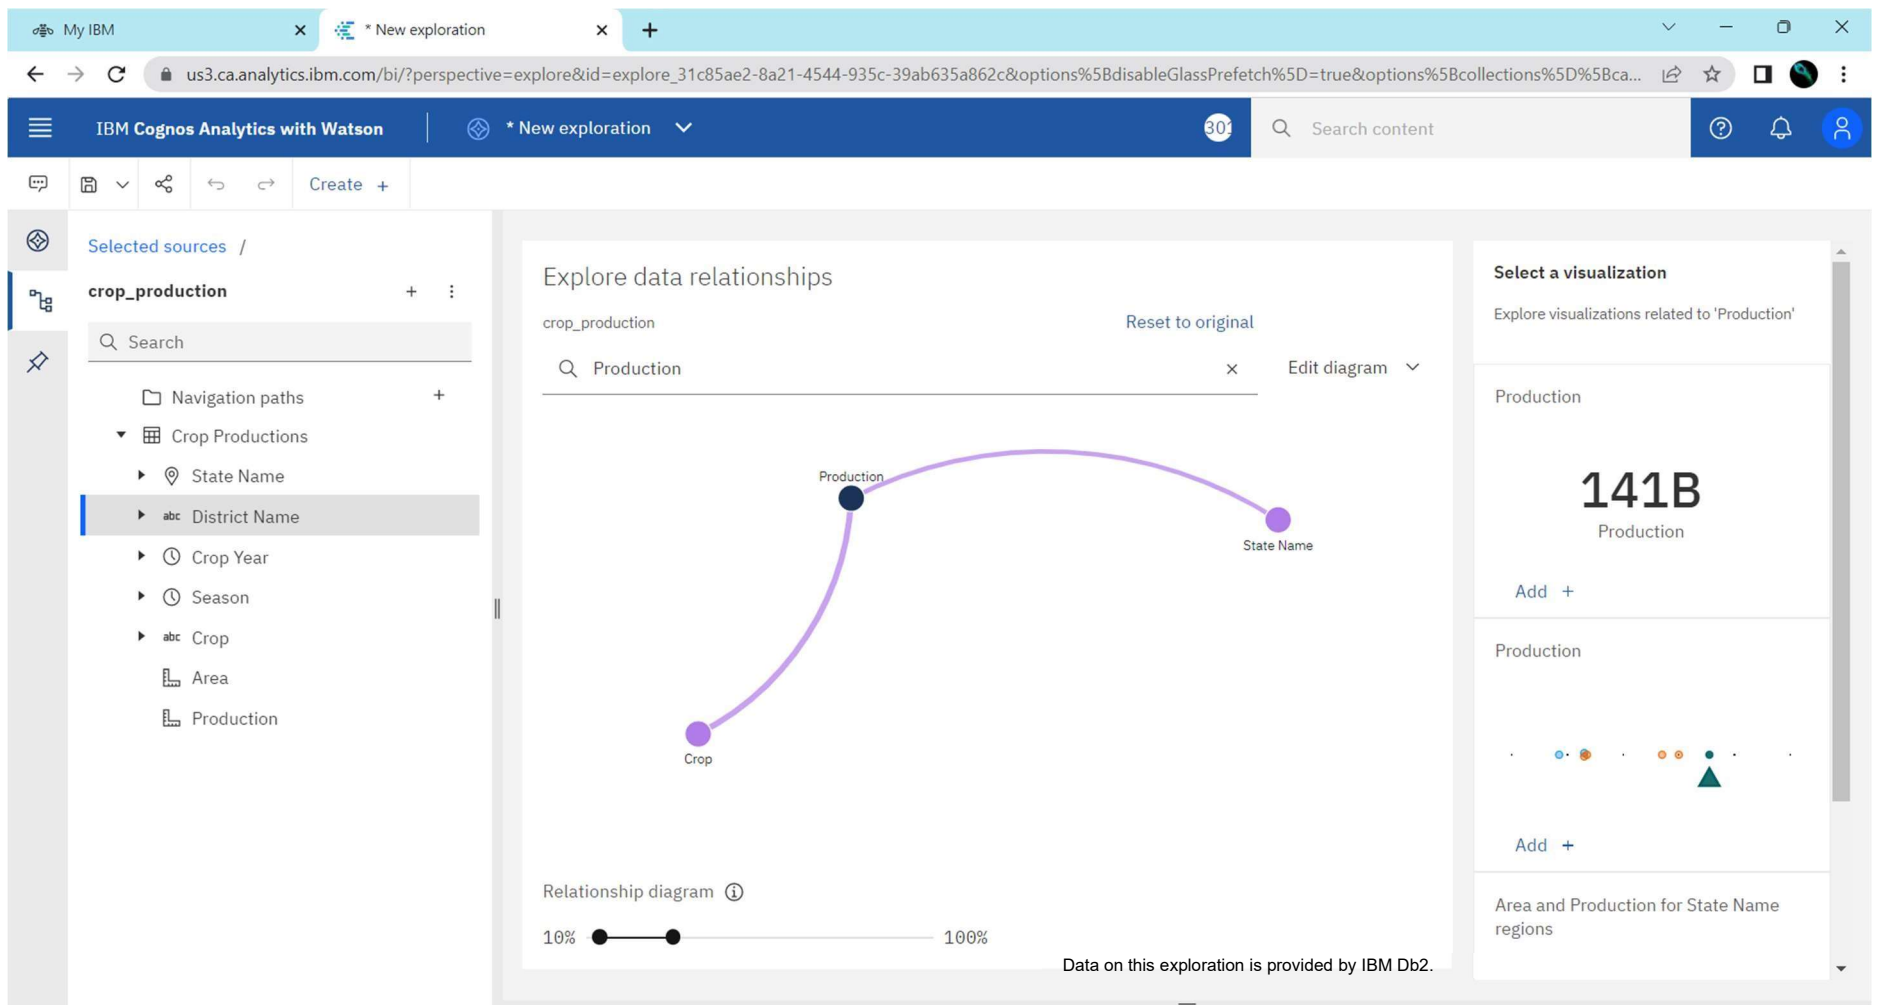 My IBM
* New exploration
us3.ca.analytics.ibm.com/bi/?perspective=explore&id=explore_31c85ae2-8a21-4544-935c-39ab635a862c&options%5BdisableGlassPrefetch%5D=true&options%5Bcollections%5D%5Bca...
IBM Cognos Analytics with Watson
* New exploration
301
Search content
Create +
Selected sources /
crop_production
Search
Navigation paths
Crop Productions
State Name
abc District Name
Crop Year
Season
abc Crop
Area
Production
Explore data relationships
crop_production
Reset to original
Production
Edit diagram
Production
State Name
Crop
Relationship diagram
10%
100%
Data on this exploration is provided by IBM Db2.
Select a visualization
Explore visualizations related to 'Production'
Production
141B
Production
Add +
Production
Add +
Area and Production for State Name
regions